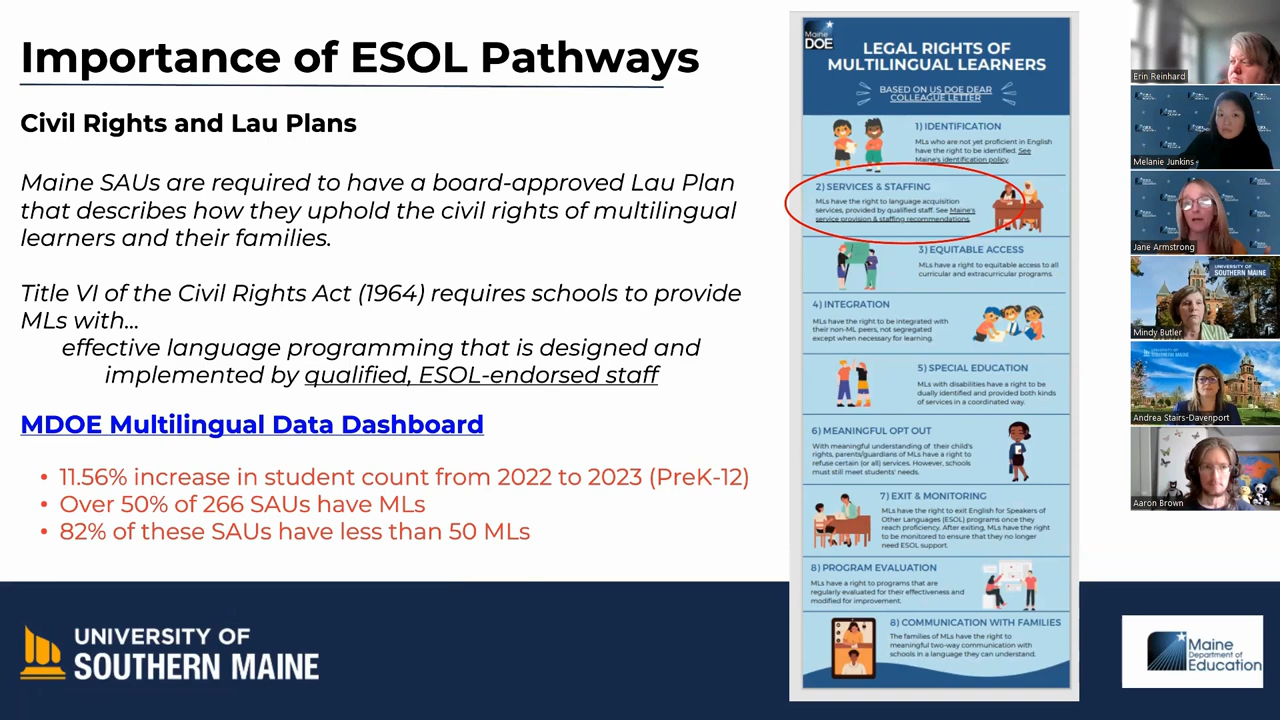 Importance of ESOL Pathways
Civil Rights and Lau Plans
Maine SAUs are required to have a board-approved Lau Plan
that describes how they uphold the civil rights of multilingual
learners and their families.
Title VI of the Civil Rights Act (1964) requires schools to provide
MLs with...
effective language programming that is designed and
implemented by qualified, ESOL-endorsed staff
MDOE Multilingual Data Dashboard
• 11.56% increase in student count from 2022 to 2023 (PreK-12)
• Over 50% of 266 SAUs have MLs
• 82% of these SAUs have less than 50 MLs
UNIVERSITY OF
SOUTHERN MAINE
Maine
DOE
LEGAL RIGHTS OF
MULTILINGUAL LEARNERS
BASED ON US DOE DEAR
COLLEAGUE LETTER
1) IDENTIFICATION
MLs who are not yet proficient in English
have the right to be identified. See
Maine's identification policy.
2) SERVICES & STAFFING
MLs have the right to language acquisition
services, provided by qualified staff. See Maine's
service provision & staffing recommendations.
3) EQUITABLE ACCESS
MLs have a right to equitable access to all
curricular and extracurricular programs.
4) INTEGRATION
MLs have the right to be integrated with
their non-ML peers, not segregated
except when necessary for learning.
5) SPECIAL EDUCATION
MLs with disabilities have a right to be
dually identified and provided both kinds
of services in a coordinated way.
6) MEANINGFUL OPT OUT
With meaningful understanding of their child's
rights, parents/guardians of MLs have a right to
refuse certain (or all) services. However, schools
must still meet students' needs.
7) EXIT & MONITORING
MLs have the right to exit English for Speakers of
Other Languages (ESOL) programs once they
reach proficiency. After exiting, MLs have the right
to be monitored to ensure that they no longer
need ESOL support.
8) PROGRAM EVALUATION
MLs have a right to programs that are
regularly evaluated for their effectiveness and
modified for improvement.
8) COMMUNICATION WITH FAMILIES
The families of MLs have the right to
meaningful two-way communication with
schools in a language they can understand.
Erin Reinhard
Melanie Junkins
Jane Armstrong
UNIVERSITY OF
SOUTHERN MAINE
Mindy Butler
UNIVERSITY OF
SOUTHERN MAINE
Andrea Stairs-Davenport
Aaron Brown
Maine
Department of
Education